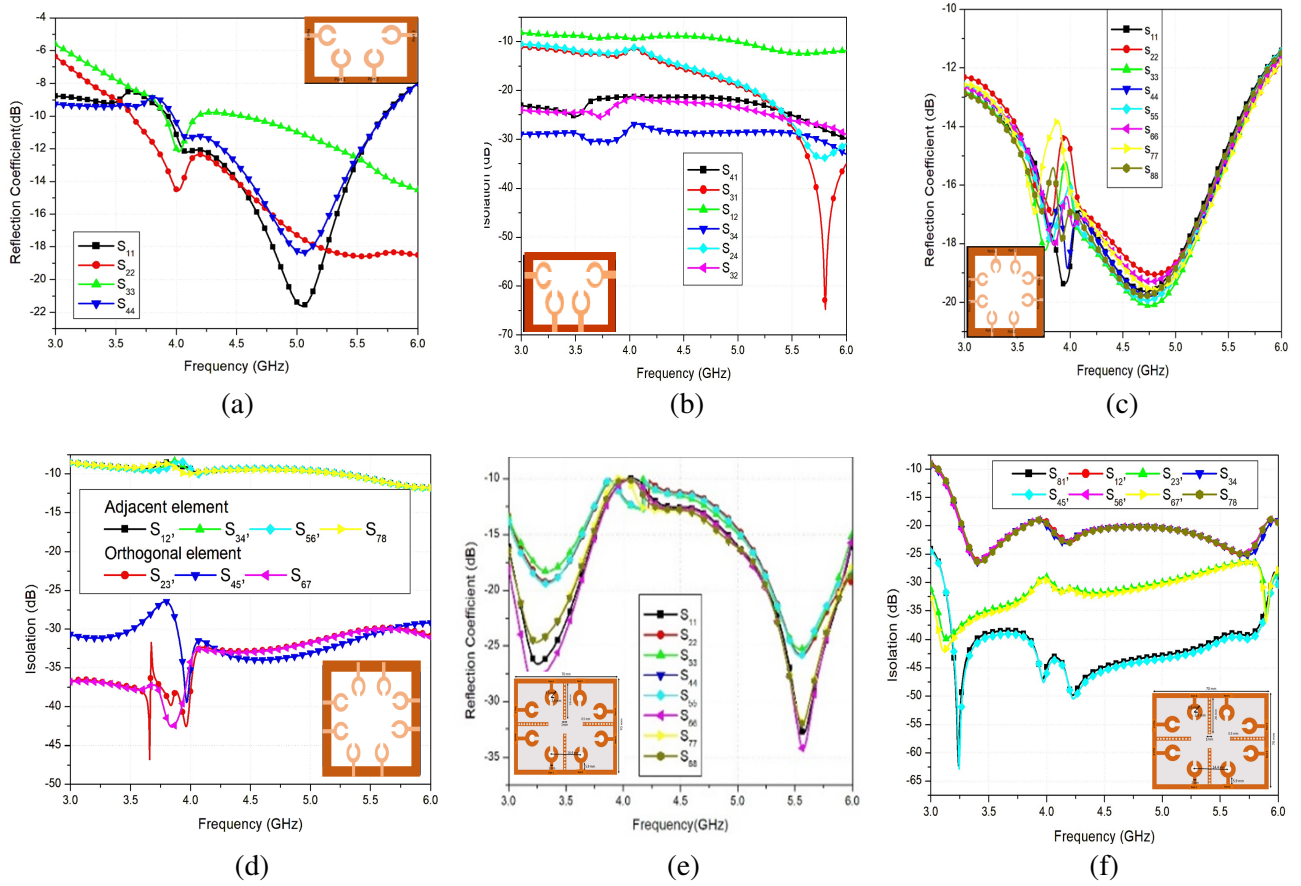 -4
-6
-8
-10
-12
-14
-16
-18
-20
-22
Reflection Coefficient(dB)
S11
S22
S33
S44
3.0 3.5 4.0 4.5 5.0 5.5 6.0
Frequency (GHz)
(a)
-10
-20
-30
-40
-50
-60
-70
Isolation (dB)
S41
S31
S12
S34
S24
S32
3.0 3.5 4.0 4.5 5.0 5.5 6.0
Frequency(GHz)
(b)
-10
-12
-14
-16
-18
-20
Reflection Coefficient (dB)
S11
S22
S33
S44
S55
S66
S77
S88
3.0 3.5 4.0 4.5 5.0 5.5 6.0
Frequency (GHz)
(c)
-10
-15
-20
-25
-30
-35
-40
-45
-50
Isolation (dB)
Adjacent element
S12, S34, S56, S78
Orthogonal element
S23, S45, S67
3.0 3.5 4.0 4.5 5.0 5.5 6.0
Frequency (GHz)
(d)
-10
-15
-20
-25
-30
-35
Reflection Coefficient (dB)
S11
S22
S33
S44
S55
S66
S77
S88
3.0 3.5 4.0 4.5 5.0 5.5 6.0
Frequency(GHz)
(e)
-10
-15
-20
-25
-30
-35
-40
-45
-50
-55
-60
-65
Isolation (dB)
S81, S12, S23, S34
S45, S56, S67, S78
70 mm
3.0 3.5 4.0 4.5 5.0 5.5 6.0
Frequency (GHz)
(f)